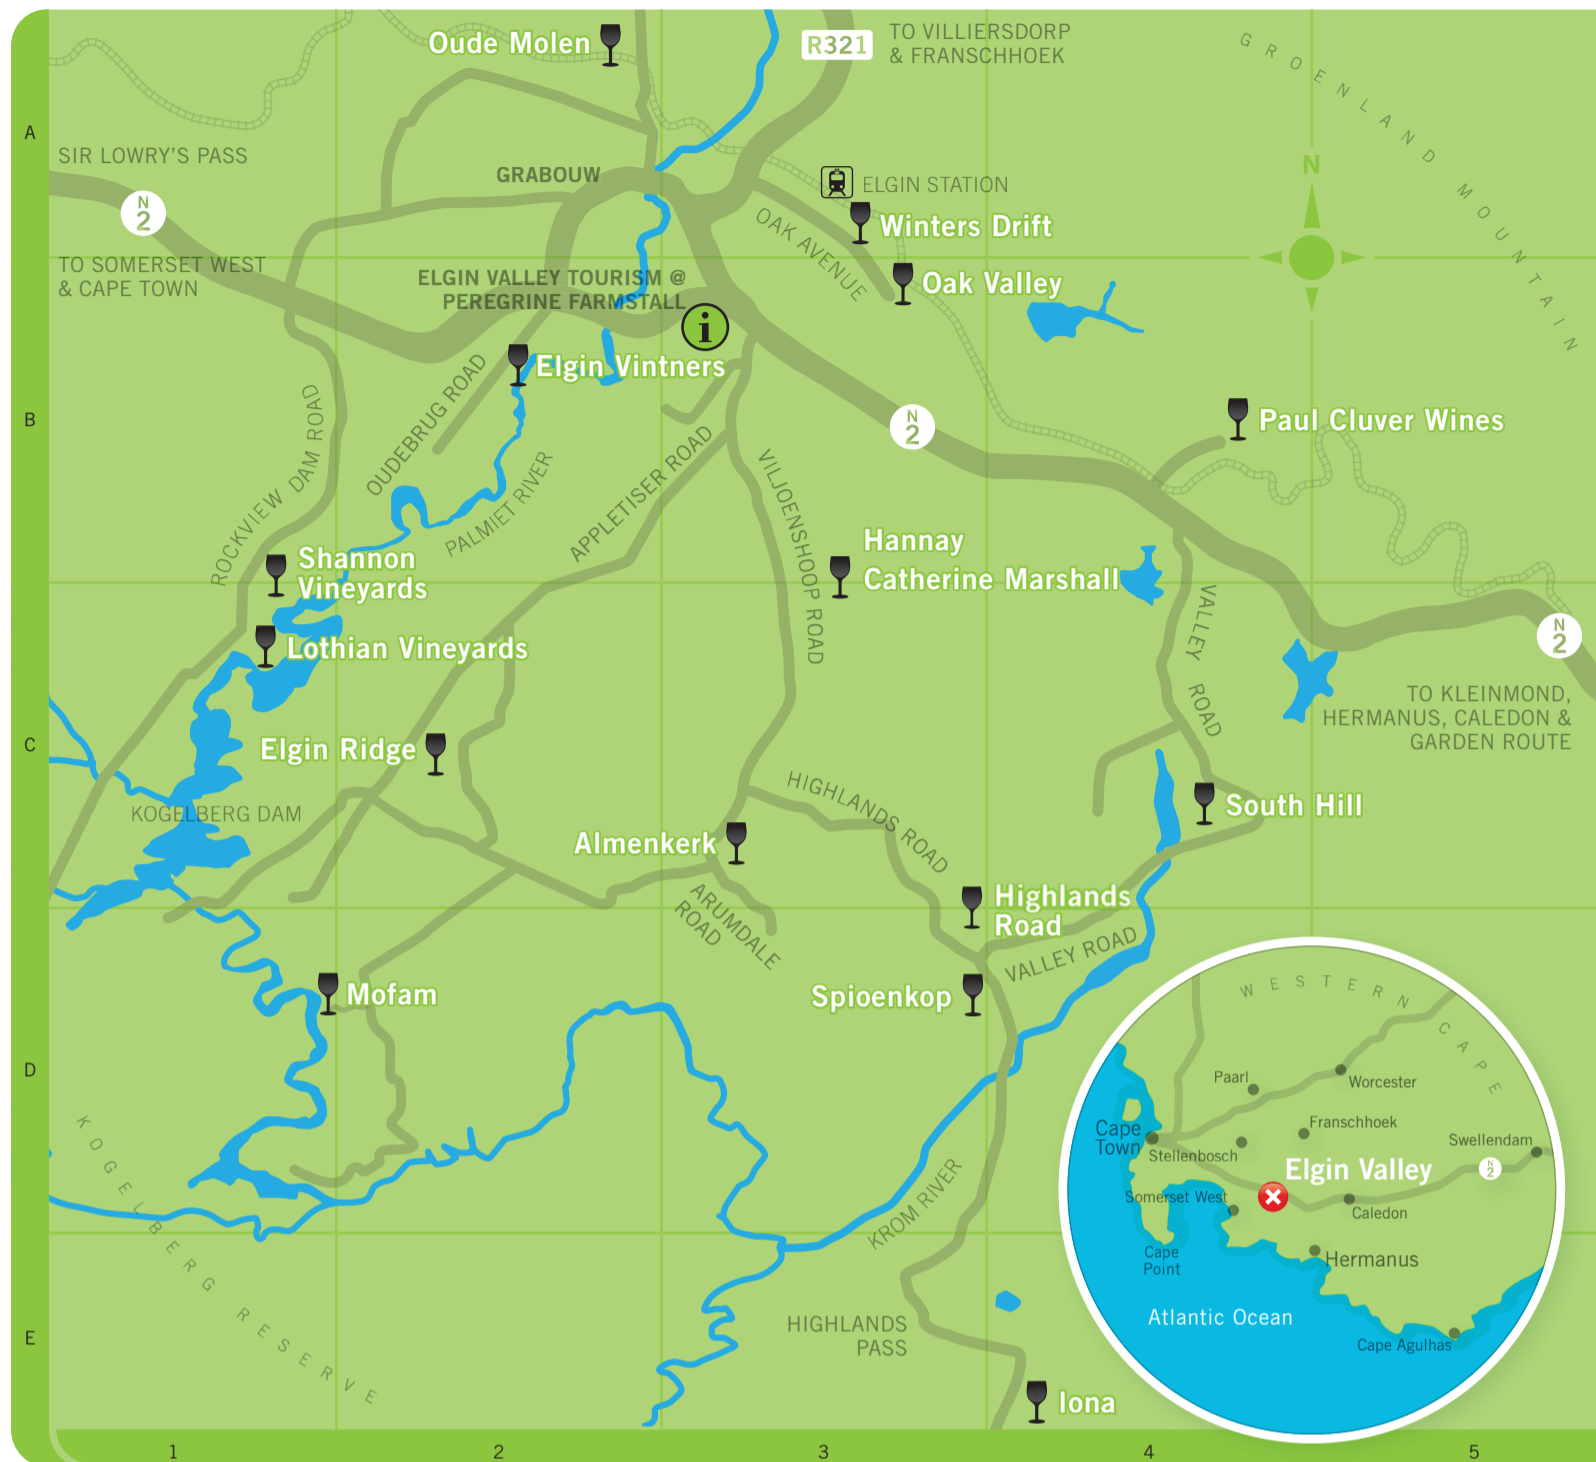 Oude Molen
R321
TO VILLIERSDORP
& FRANSCHHOEK
GROENLAND MOUNTAIN
A
SIR LOWRY'S PASS
GRABOUW
ELGIN STATION
N
N
2
Winters Drift
OAK AVENUE
TO SOMERSET WEST
& CAPE TOWN
ELGIN VALLEY TOURISM @
PEREGRINE FARMSTALL
i
Oak Valley
Elgin Vintners
B
N
2
Paul Cluver Wines
ROCKVIEW DAM ROAD
OUDEBRUG ROAD
PALMIET RIVER
APPLETISER ROAD
VILJOENSHOOP ROAD
Hannay
Catherine Marshall
Shannon
Vineyards
VALLEY ROAD
N
2
Lothian Vineyards
TO KLEINMOND,
HERMANUS, CALEDON &
GARDEN ROUTE
C
Elgin Ridge
KOGELBERG DAM
HIGHLANDS ROAD
South Hill
Almenkerk
ARUMDALE
ROAD
Highlands
Road
VALLEY ROAD
Mofam
Spioenkop
D
KOGELBERG RESERVE
KROM RIVER
WESTERN CAPE
Paarl
Worcester
Cape
Town
Franschhoek
Stellenbosch
Swellendam
Elgin Valley
N
2
Somerset West
Caledon
Cape
Point
Hermanus
Atlantic Ocean
Cape Agulhas
E
HIGHLANDS
PASS
Iona
1
2
3
4
5